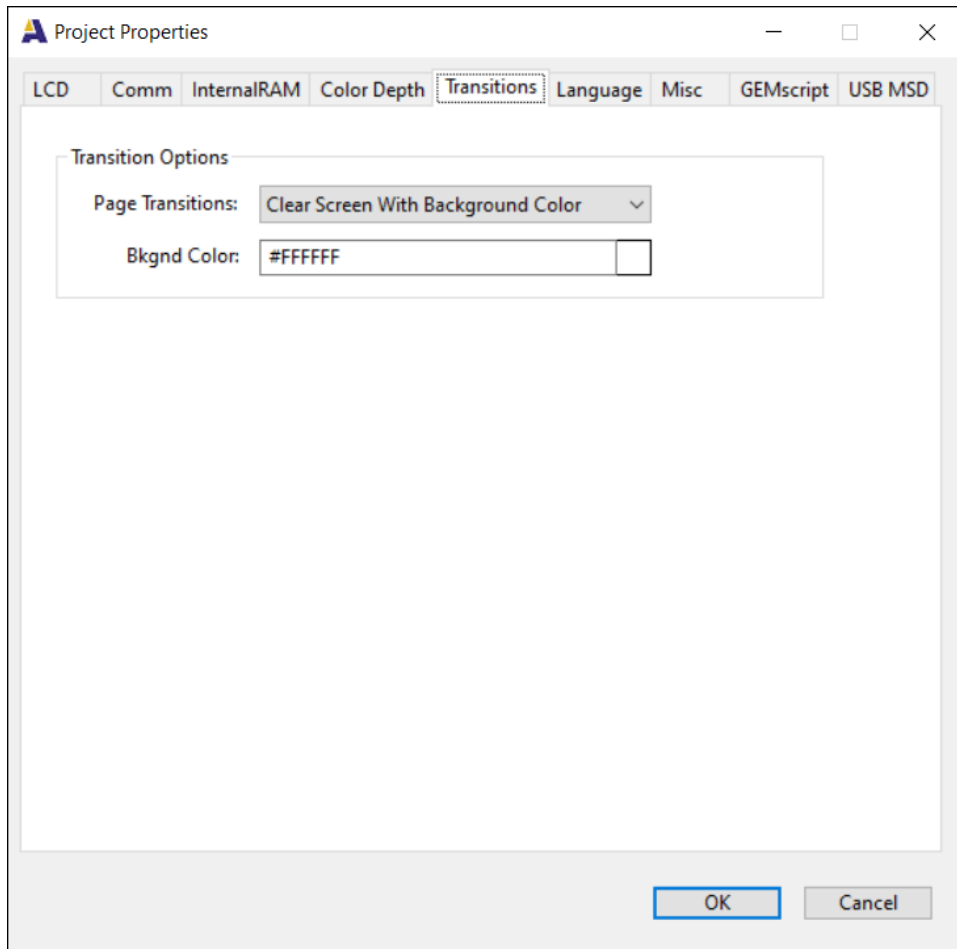 Project Properties
LCD Comm InternalRAM Color Depth Transitions Language Misc GEMscript USB MSD
Transition Options
Page Transitions: Clear Screen With Background Color
Bkgnd Color: #FFFFFF
OK Cancel